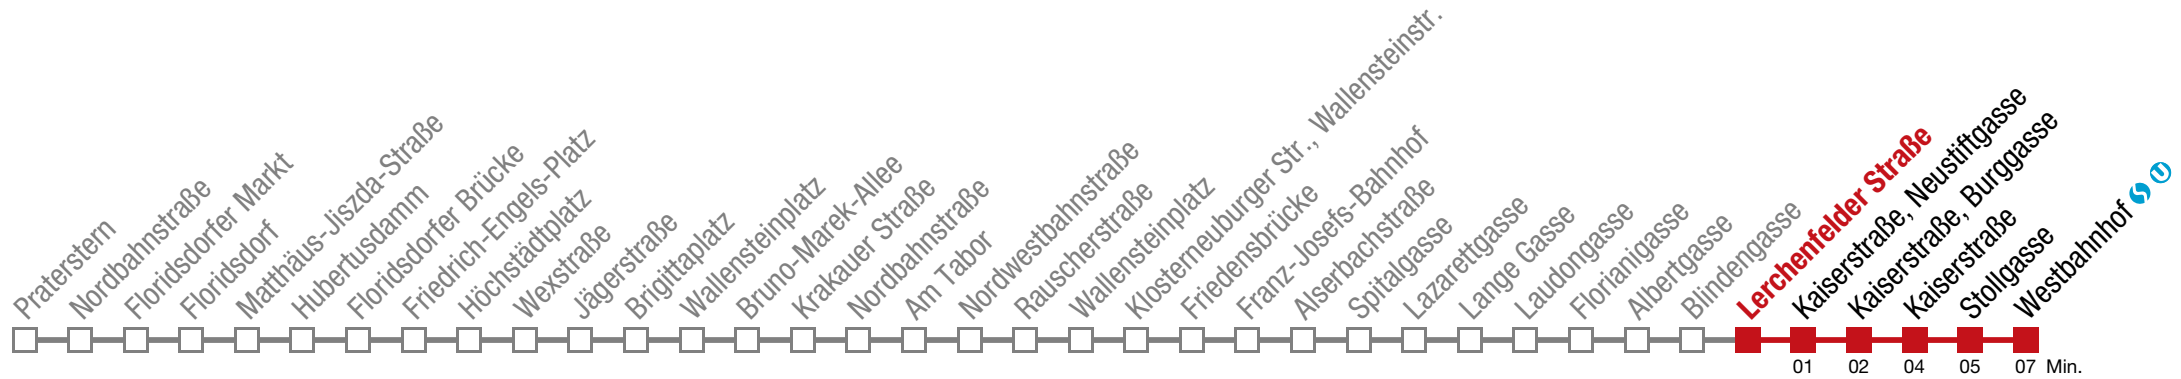 Praterstern
Nordbahnstraße
Floridsdorfer Markt
Floridsdorf
Matthäus-Jiszda-Straße
Hubertusdamm
Floridsdorfer Brücke
Friedrich-Engels-Platz
Höchstädtplatz
Wexstraße
Jägerstraße
Brigittaplatz
Wallensteinplatz
Bruno-Marek-Allee
Krakauer Straße
Nordbahnstraße
Am Tabor
Nordwestbahnstraße
Rauscherstraße
Wallensteinplatz
Klosterneuburger Str., Wallensteinstr.
Friedensbrücke
Franz-Josefs-Bahnhof
Alserbachstraße
Spitalgasse
Lazarettgasse
Lange Gasse
Laudongasse
Florianigasse
Albertgasse
Blindengasse
Lerchenfelder Straße
Kaiserstraße, Neustiftgasse
Kaiserstraße, Burggasse
Kaiserstraße
Stollgasse
Westbahnhof S U
01 02 04 05 07 Min.